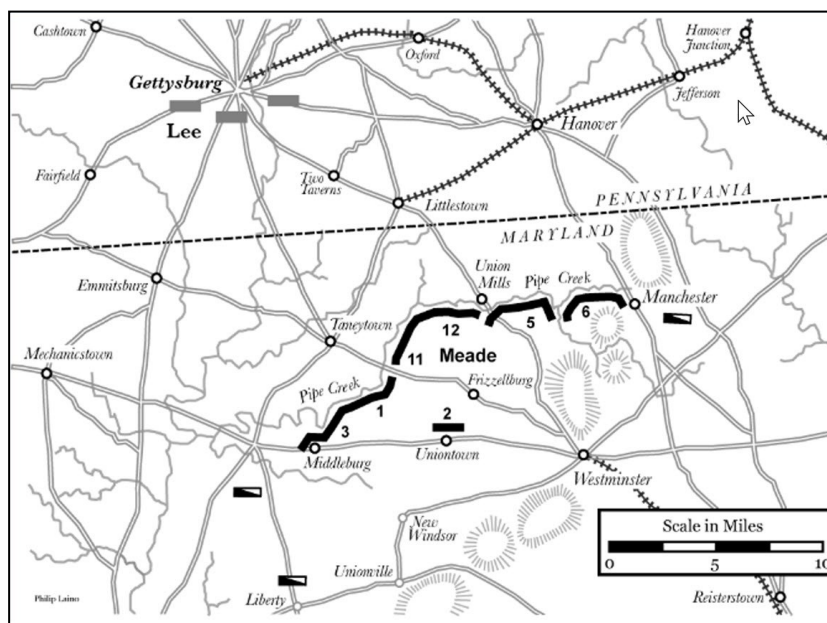 Cashtown
Oxford
Hanover
Junction
Gettysburg
Jefferson
Lee
Hanover
Fairfield
Two
Taverns
Littlestown
PENNSYLVANIA
MARYLAND
Emmitsburg
Union
Mills
Pipe Creek
Manchester
Taneytown
12
5
6
Mechanicstown
11
Meade
Pipe Creek
Frizzellburg
1
2
3
Middleburg
Uniontown
Westminster
New
Windsor
Scale in Miles
0
5
10
Unionville
Philip Laino
Liberty
Reisterstown